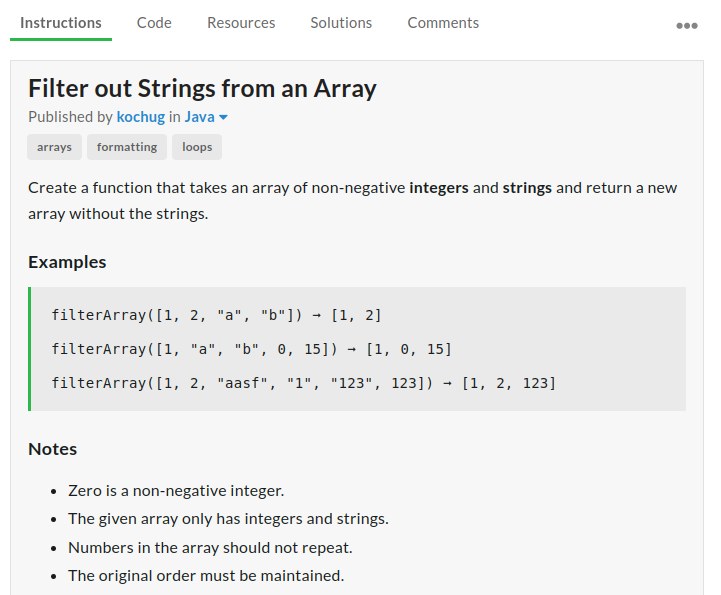 Instructions Code Resources Solutions Comments
Filter out Strings from an Array
Published by kochug in Java
arrays formatting loops
Create a function that takes an array of non-negative integers and strings and return a new
array without the strings.
Examples
filterArray([1, 2, "a", "b"]) → [1, 2]
filterArray([1, "a", "b", 0, 15]) → [1, 0, 15]
filterArray([1, 2, "aasf", "1", "123", 123]) → [1, 2, 123]
Notes
• Zero is a non-negative integer.
• The given array only has integers and strings.
• Numbers in the array should not repeat.
• The original order must be maintained.